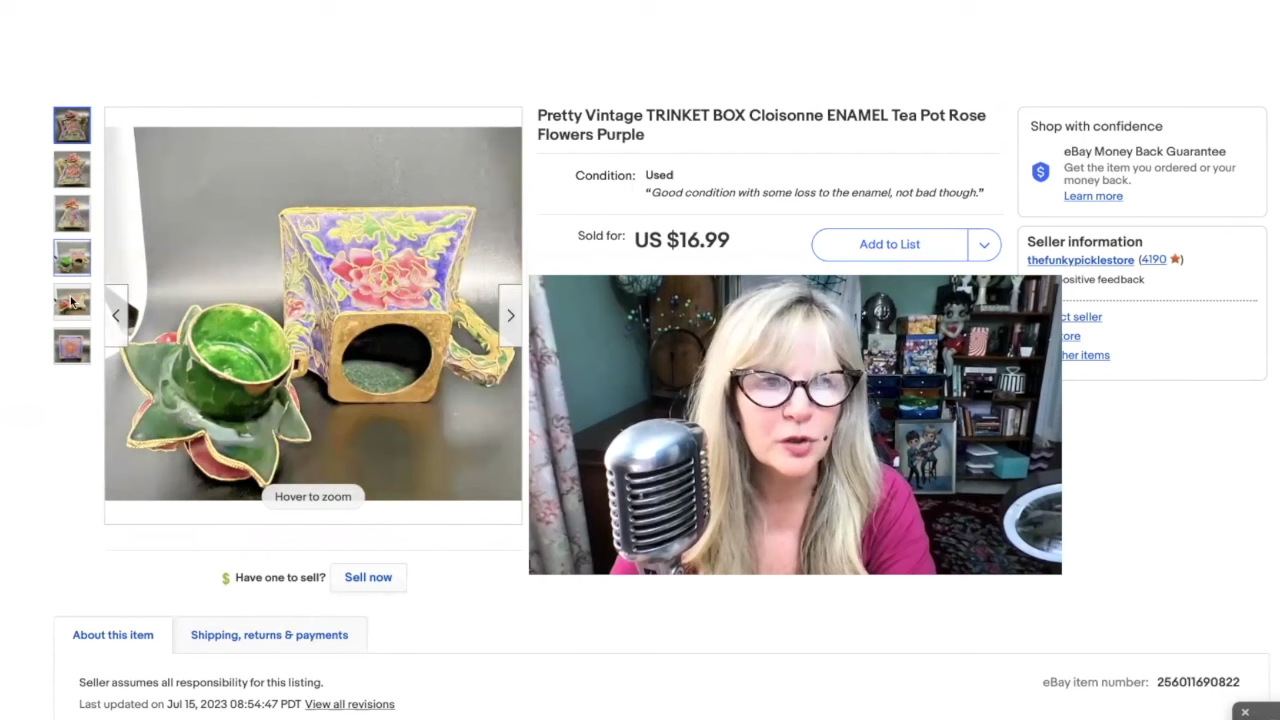 Pretty Vintage TRINKET BOX Cloisonne ENAMEL Tea Pot Rose
Flowers Purple
Condition: Used
“Good condition with some loss to the enamel, not bad though.”
Sold for: US $16.99
Add to List
Shop with confidence
eBay Money Back Guarantee
Get the item you ordered or your
money back.
Learn more
Seller information
thefunkypicklestore (4190 )
ositive feedback
ct seller
ore
her items
Hover to zoom
Have one to sell? Sell now
About this item
Shipping, returns & payments
Seller assumes all responsibility for this listing.
Last updated on Jul 15, 2023 08:54:47 PDT View all revisions
eBay item number: 256011690822